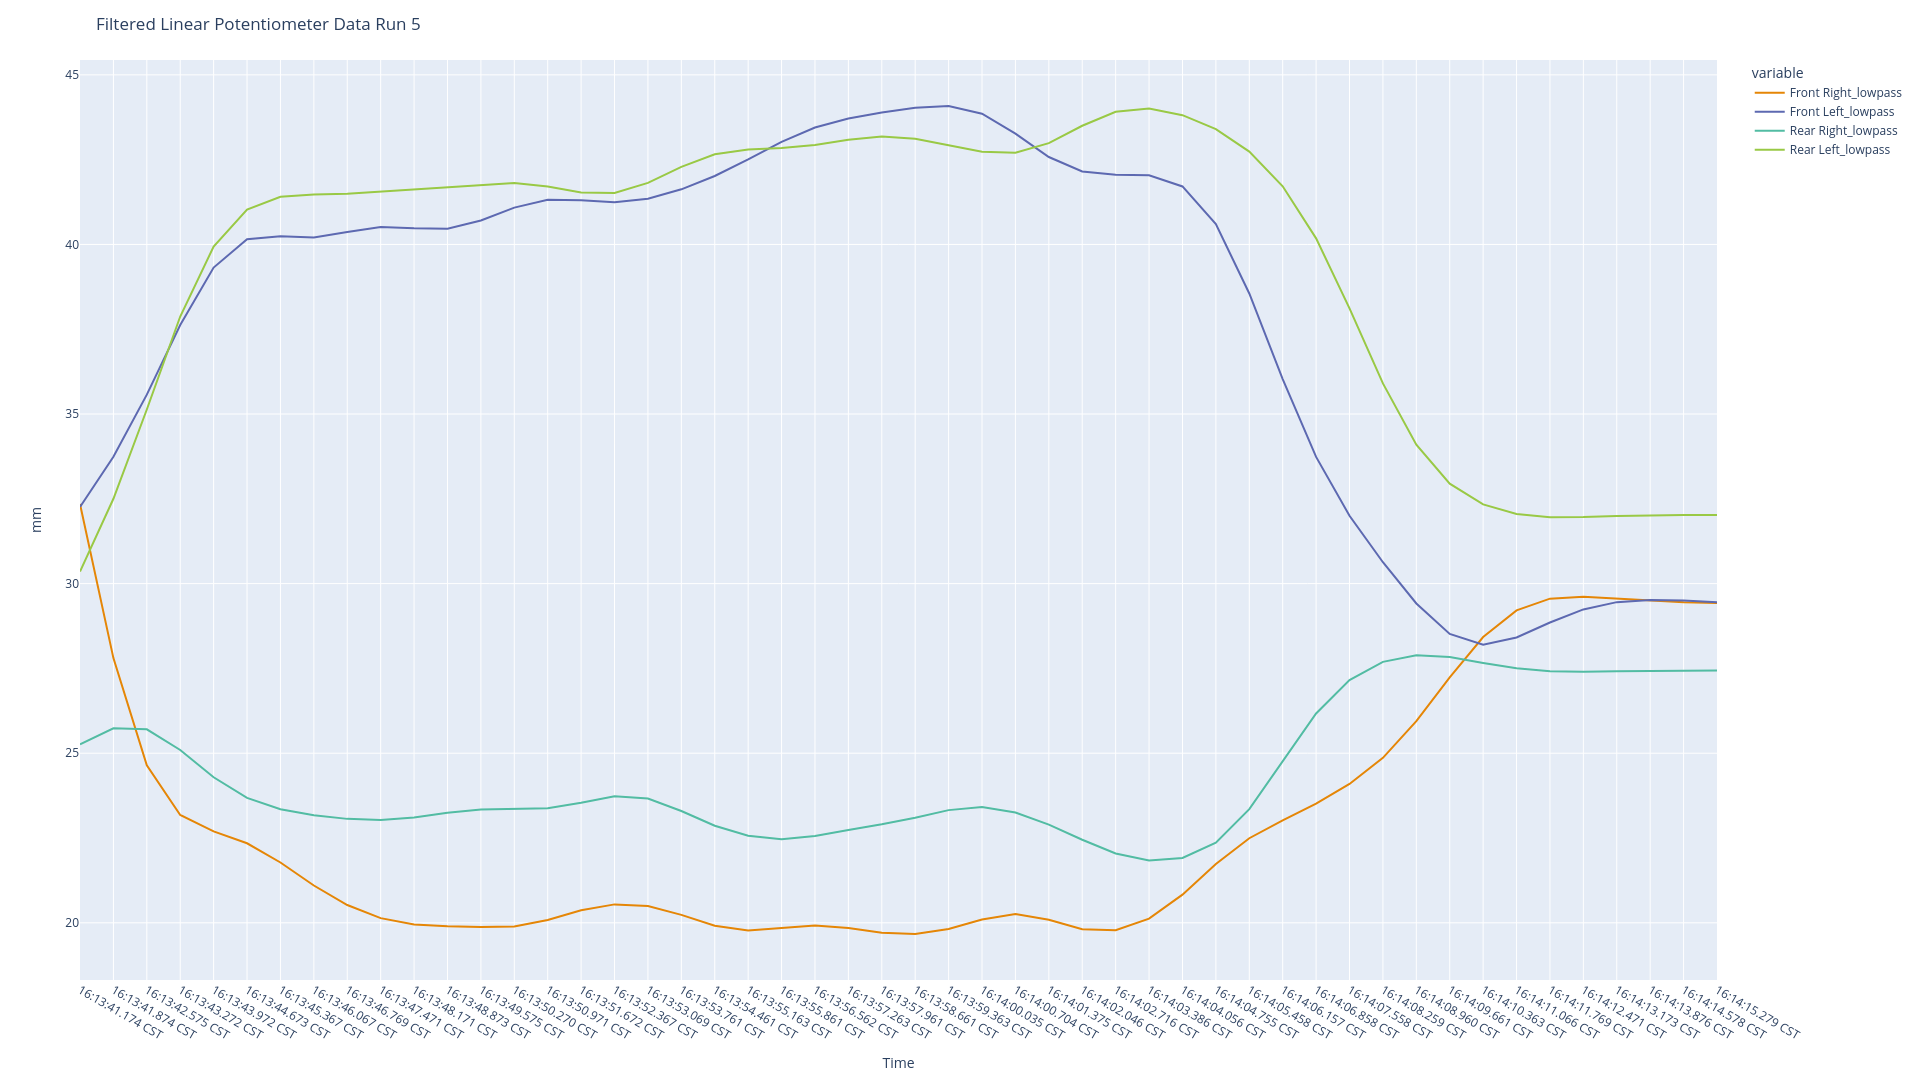 Filtered Linear Potentiometer Data Run 5
variable
Front Right_lowpass
Front Left_lowpass
Rear Right_lowpass
Rear Left_lowpass
45
40
35
30
25
20
mm
16:13:41.174 CST
16:13:41.874 CST
16:13:42.575 CST
16:13:43.272 CST
16:13:43.972 CST
16:13:44.673 CST
16:13:45.367 CST
16:13:46.067 CST
16:13:46.769 CST
16:13:47.471 CST
16:13:48.171 CST
16:13:48.873 CST
16:13:49.575 CST
16:13:50.270 CST
16:13:50.971 CST
16:13:51.672 CST
16:13:52.367 CST
16:13:53.069 CST
16:13:53.761 CST
16:13:54.461 CST
16:13:55.163 CST
16:13:55.861 CST
16:13:56.562 CST
16:13:57.263 CST
16:13:57.961 CST
16:13:58.661 CST
16:13:59.363 CST
16:14:00.035 CST
16:14:00.704 CST
16:14:01.375 CST
16:14:02.046 CST
16:14:02.716 CST
16:14:03.386 CST
16:14:04.056 CST
16:14:04.755 CST
16:14:05.458 CST
16:14:06.157 CST
16:14:06.858 CST
16:14:07.558 CST
16:14:08.259 CST
16:14:08.960 CST
16:14:09.661 CST
16:14:10.363 CST
16:14:11.066 CST
16:14:11.769 CST
16:14:12.471 CST
16:14:13.173 CST
16:14:13.876 CST
16:14:14.578 CST
16:14:15.279 CST
Time